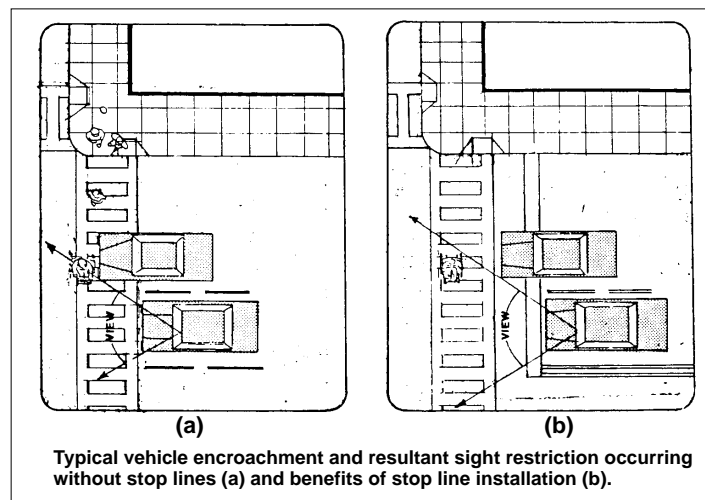 VIEW
VIEW
(a)
(b)
Typical vehicle encroachment and resultant sight restriction occurring
without stop lines (a) and benefits of stop line installation (b).